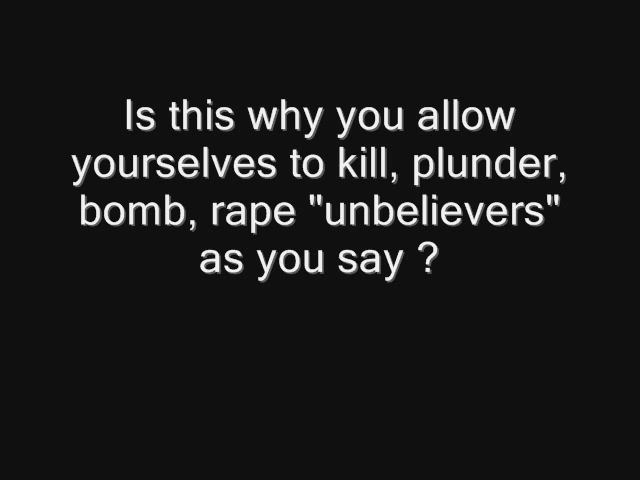 Is this why you allow
yourselves to kill, plunder,
bomb, rape "unbelievers"
as you say ?